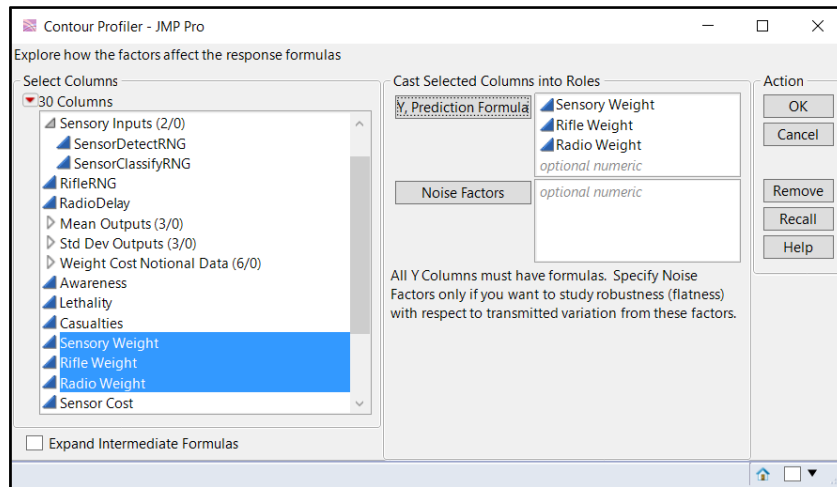 Contour Profiler - JMP Pro
Explore how the factors affect the response formulas
Select Columns
30 Columns
Sensory Inputs (2/0)
SensorDetectRNG
SensorClassifyRNG
RifleRNG
RadioDelay
Mean Outputs (3/0)
Std Dev Outputs (3/0)
Weight Cost Notional Data (6/0)
Awareness
Lethality
Casualties
Sensory Weight
Rifle Weight
Radio Weight
Sensor Cost
Expand Intermediate Formulas
Cast Selected Columns into Roles
Y, Prediction Formula
Sensory Weight
Rifle Weight
Radio Weight
optional numeric
Noise Factors
optional numeric
All Y Columns must have formulas. Specify Noise
Factors only if you want to study robustness (flatness)
with respect to transmitted variation from these factors.
Action
OK
Cancel
Remove
Recall
Help